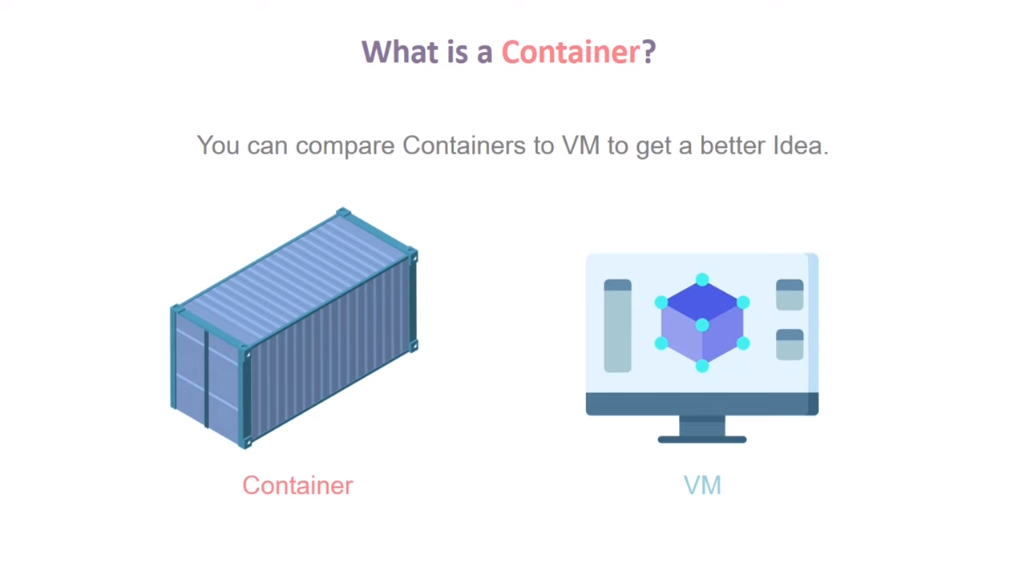 What is a Container?
You can compare Containers to VM to get a better Idea.
Container
VM